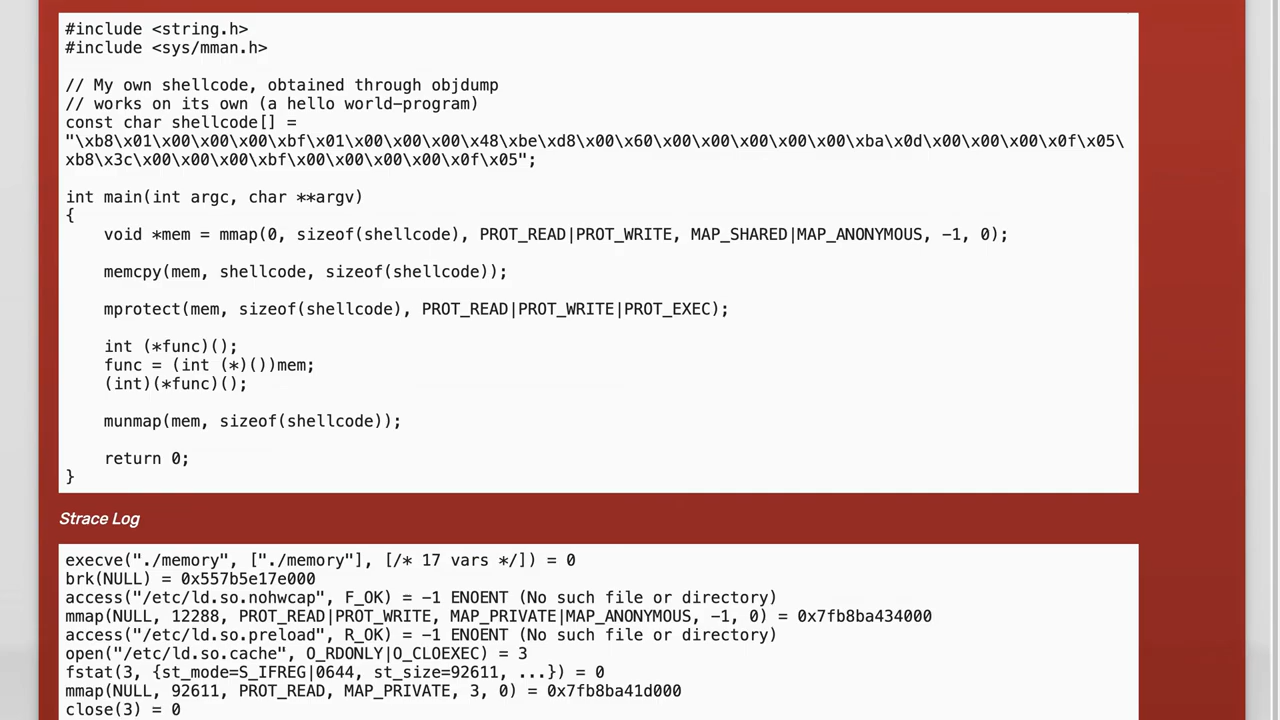 #include <string.h>
#include <sys/mman.h>
// My own shellcode, obtained through objdump
// works on its own (a hello world-program)
const char shellcode[] =
"\xb8\x01\x00\x00\x00\xbf\x01\x00\x00\x00\x48\xbe\xd8\x00\x60\x00\x00\x00\x00\x00\xba\x0d\x00\x00\x00\x0f\x05\
xb8\x3c\x00\x00\x00\xbf\x00\x00\x00\x00\x0f\x05";
int main(int argc, char **argv)
{
    void *mem = mmap(0, sizeof(shellcode), PROT_READ|PROT_WRITE, MAP_SHARED|MAP_ANONYMOUS, -1, 0);
    memcpy(mem, shellcode, sizeof(shellcode));
    mprotect(mem, sizeof(shellcode), PROT_READ|PROT_WRITE|PROT_EXEC);
    int (*func)();
    func = (int (*)())mem;
    (int)(*func)();
    munmap(mem, sizeof(shellcode));
    return 0;
}
Strace Log
execve("./memory", ["./memory"], [/* 17 vars */]) = 0
brk(NULL) = 0x557b5e17e000
access("/etc/ld.so.nohwcap", F_OK) = -1 ENOENT (No such file or directory)
mmap(NULL, 12288, PROT_READ|PROT_WRITE, MAP_PRIVATE|MAP_ANONYMOUS, -1, 0) = 0x7fb8ba434000
access("/etc/ld.so.preload", R_OK) = -1 ENOENT (No such file or directory)
open("/etc/ld.so.cache", O_RDONLY|O_CLOEXEC) = 3
fstat(3, {st_mode=S_IFREG|0644, st_size=92611, ...}) = 0
mmap(NULL, 92611, PROT_READ, MAP_PRIVATE, 3, 0) = 0x7fb8ba41d000
close(3) = 0